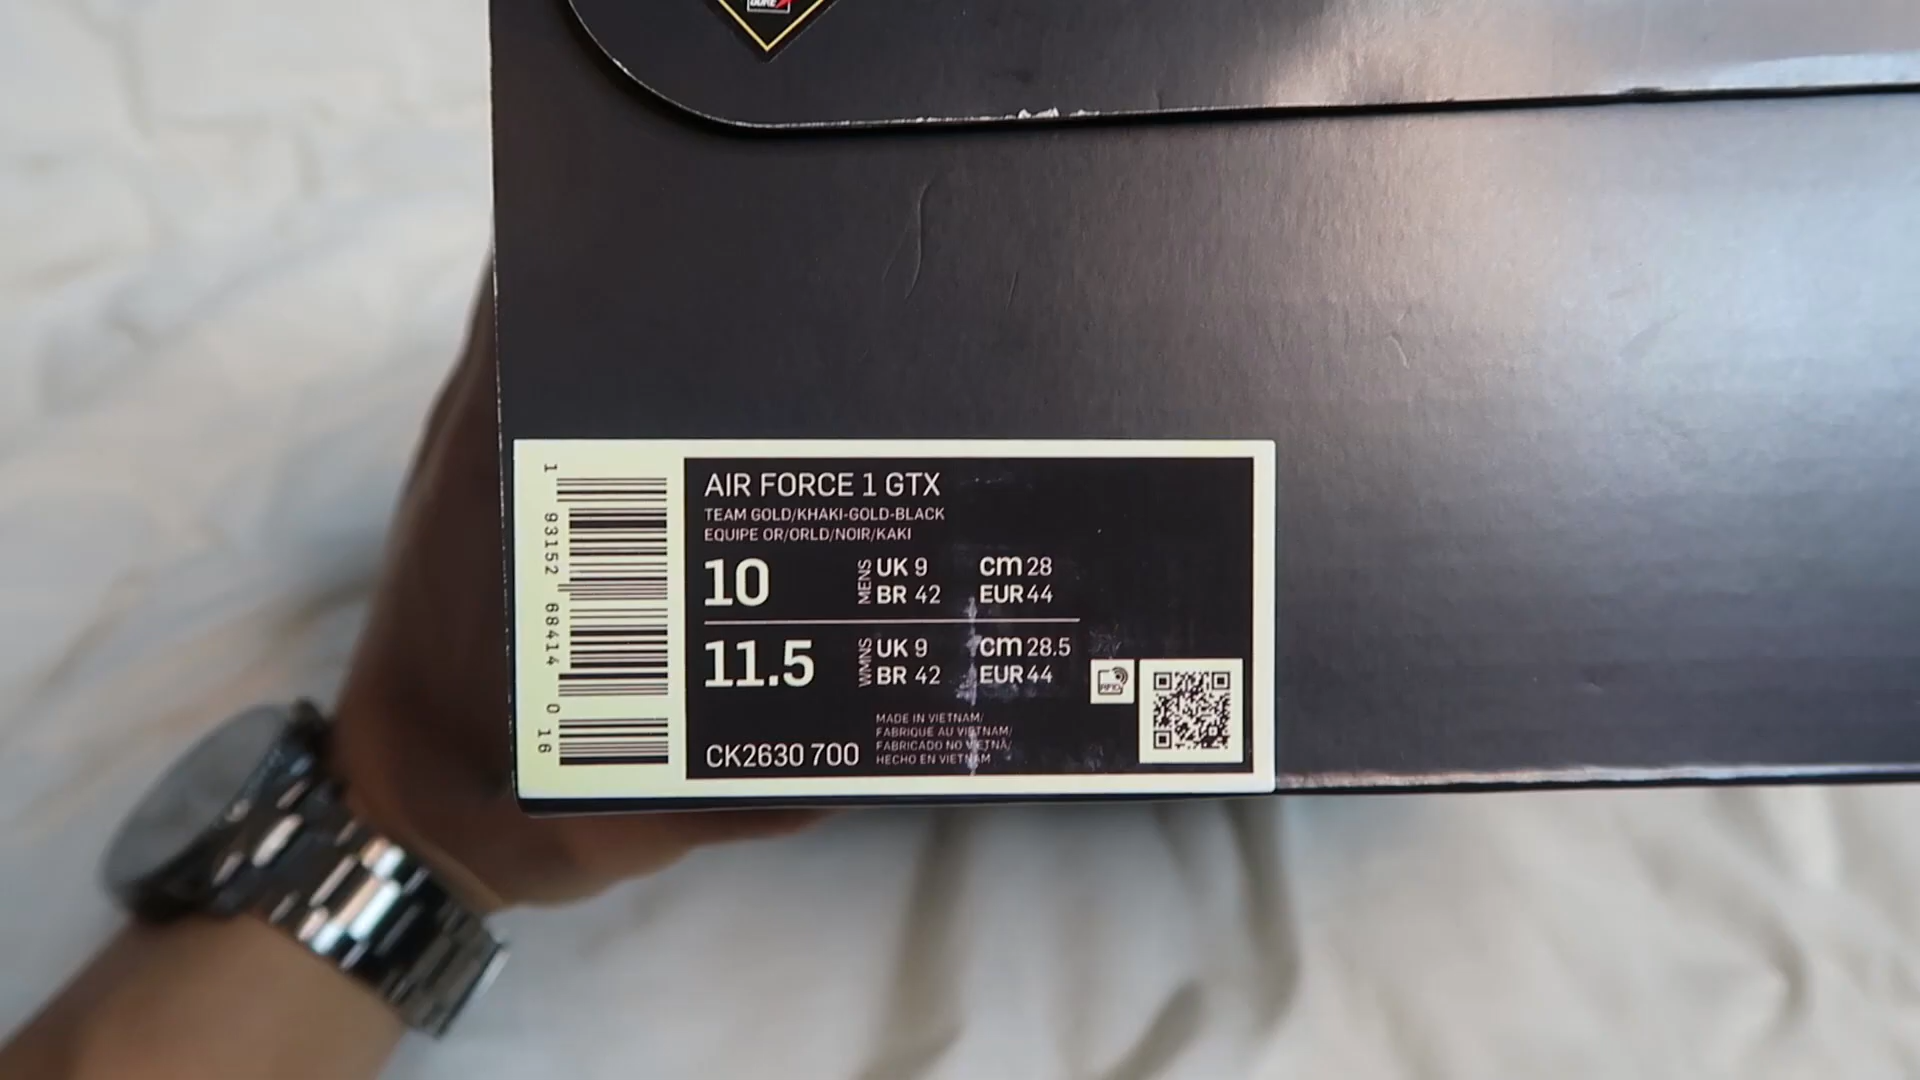 GORE
AIR FORCE 1 GTX
TEAM GOLD/KHAKI-GOLD-BLACK
EQUIPE OR/ORLD/NOIR/KAKI
10
MENS
UK 9
cm 28
BR 42
EUR 44
11.5
WMNS
UK 9
cm 28.5
BR 42
EUR 44
RFID
MADE IN VIETNAM/
FABRIQUE AU VIETNAM/
FABRICADO NO VIETNÃ/
HECHO EN VIETNAM
CK2630 700
1 93152 68414 0 16